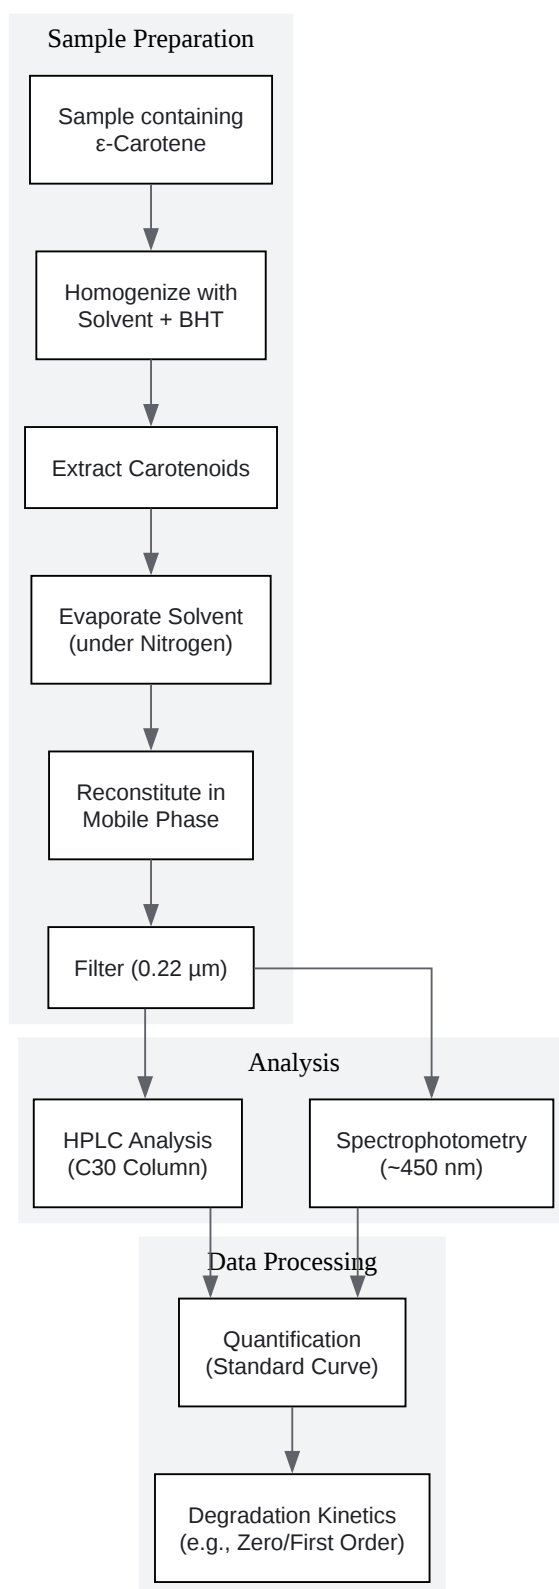 Sample Preparation
Sample containing
ε-Carotene
Homogenize with
Solvent + BHT
Extract Carotenoids
Evaporate Solvent
(under Nitrogen)
Reconstitute in
Mobile Phase
Filter (0.22 µm)
Analysis
HPLC Analysis
(C30 Column)
Spectrophotometry
(~450 nm)
Data Processing
Quantification
(Standard Curve)
Degradation Kinetics
(e.g., Zero/First Order)